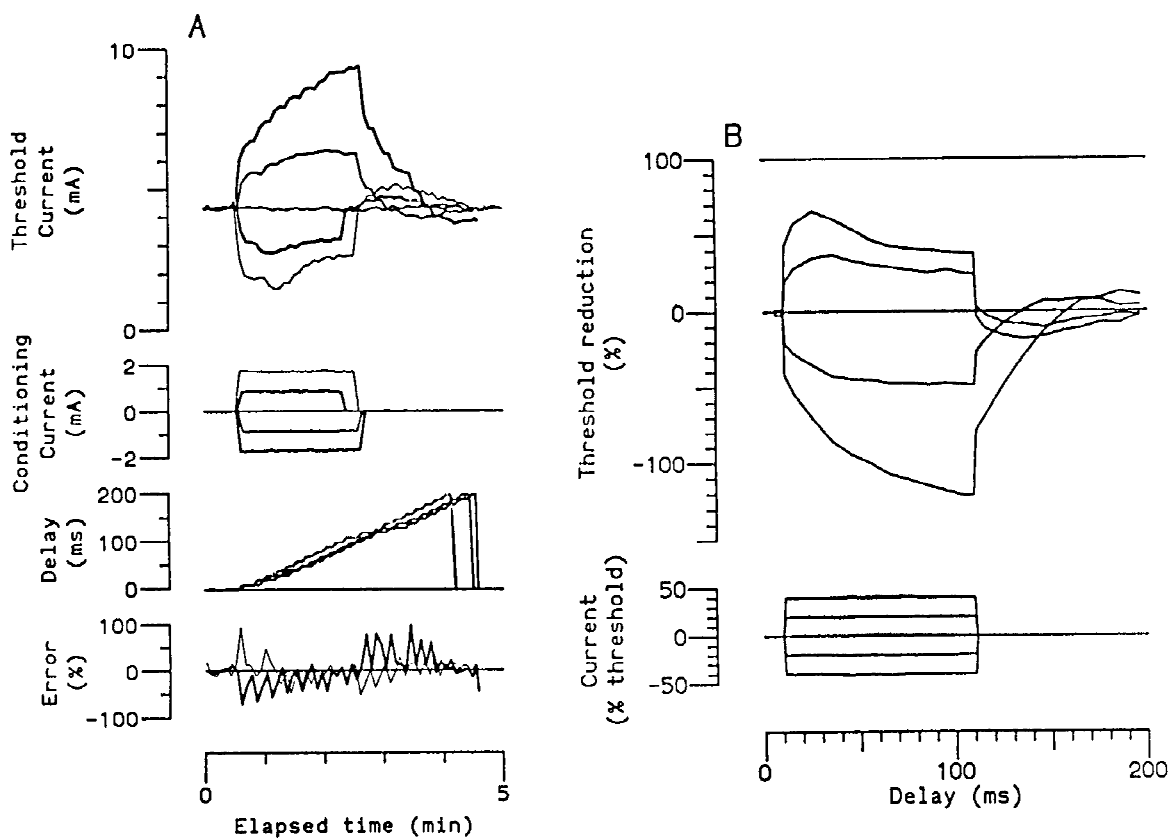 A
10
0
Threshold
Current
(mA)
2
0
-2
Conditioning
Current
(mA)
200
100
0
Delay
(ms)
100
0
-100
Error
(%)
0
5
Elapsed time (min)
B
100
0
-100
Threshold reduction
(%)
50
0
-50
Current
(% threshold)
0
100
200
Delay (ms)